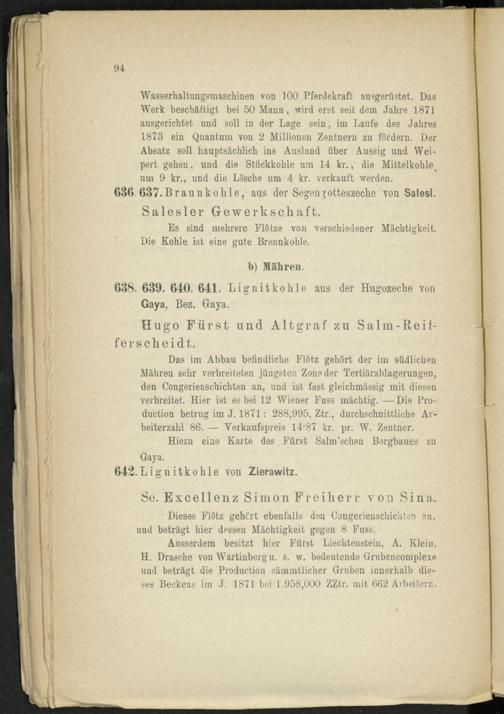 94
Wasserhaltungsmaschinen von 100 Pferdekraft ausgerüstet. Das
Werk beschäftigt bei 50 Mann, wird erst seit dem Jahre 1871
ausgerichtet und soll in der Lage sein, im Laufe des Jahres
1873 ein Quantum von 2 Millionen Zentnern zu fördern. Der
Absatz soll hauptsächlich ins Ausland über Aussig und Wei-
pert gehen, und die Stückkohle um 14 kr., die Mittelkohle
um 9 kr., und die Lösche um 4 kr. verkauft werden.
636. 637. Braunkohle, aus der Segengotteszeche von Salesl.
Salesler Gewerkschaft.
Es sind mehrere Flötze von verschiedener Mächtigkeit.
Die Kohle ist eine gute Brennkohle.
b) Mähren.
638. 639. 640. 641. Lignitkohle aus der Hugozeche von
Gaya, Bez. Gaya.
Hugo Fürst und Altgraf zu Salm-Reif-
ferscheidt.
Das im Abbau befindliche Flötz gehört der im südlichen
Mähren sehr verbreiteten jüngsten Zone der Tertiärablagerungen,
den Congerienschichten an, und ist fast gleichmässig mit diesen
verbreitet. Hier ist es bei 12 Wiener Fuss mächtig. — Die Pro-
duction betrug im J. 1871: 288,995, Ztr., durchschnittliche Ar-
beiterzahl 86. — Verkaufspreis 14·87 kr. pr. W. Zentner.
Hiezu eine Karte des Fürst Salm'schen Bergbaues zu
Gaya.
642. Lignitkohle von Zierawitz.
Se. Excellenz Simon Freiherr von Sina.
Dieses Flötz gehört ebenfalls den Congerienschichten an,
und beträgt hier dessen Mächtigkeit gegen 8 Fuss.
Ausserdem besitzt hier Fürst Liechtenstein, A. Klein,
H. Drasche von Wartinberg u. s. w. bedeutende Grubencomplexe
und beträgt die Production sämmtlicher Gruben innerhalb die-
ses Beckens im J. 1871 bei 1.958,000 ZZtr. mit 662 Arbeitern.